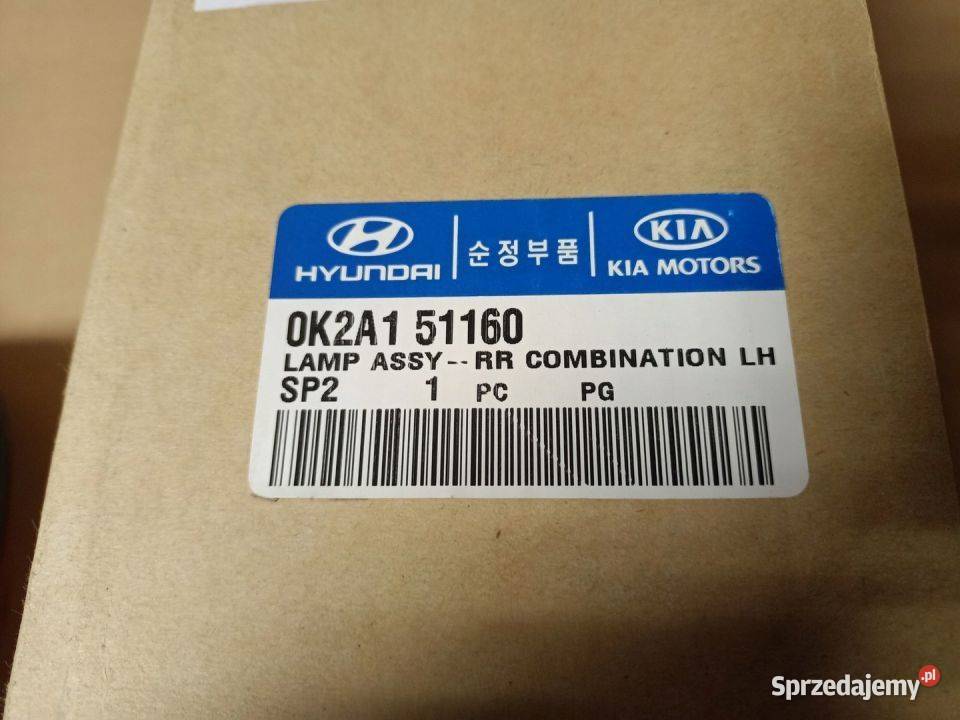 HYUNDAI 순정부품 KIA
KIA MOTORS
0K2A1 51160
LAMP ASSY--RR COMBINATION LH
SP2 1 PC PG
Sprzedajemy.pl